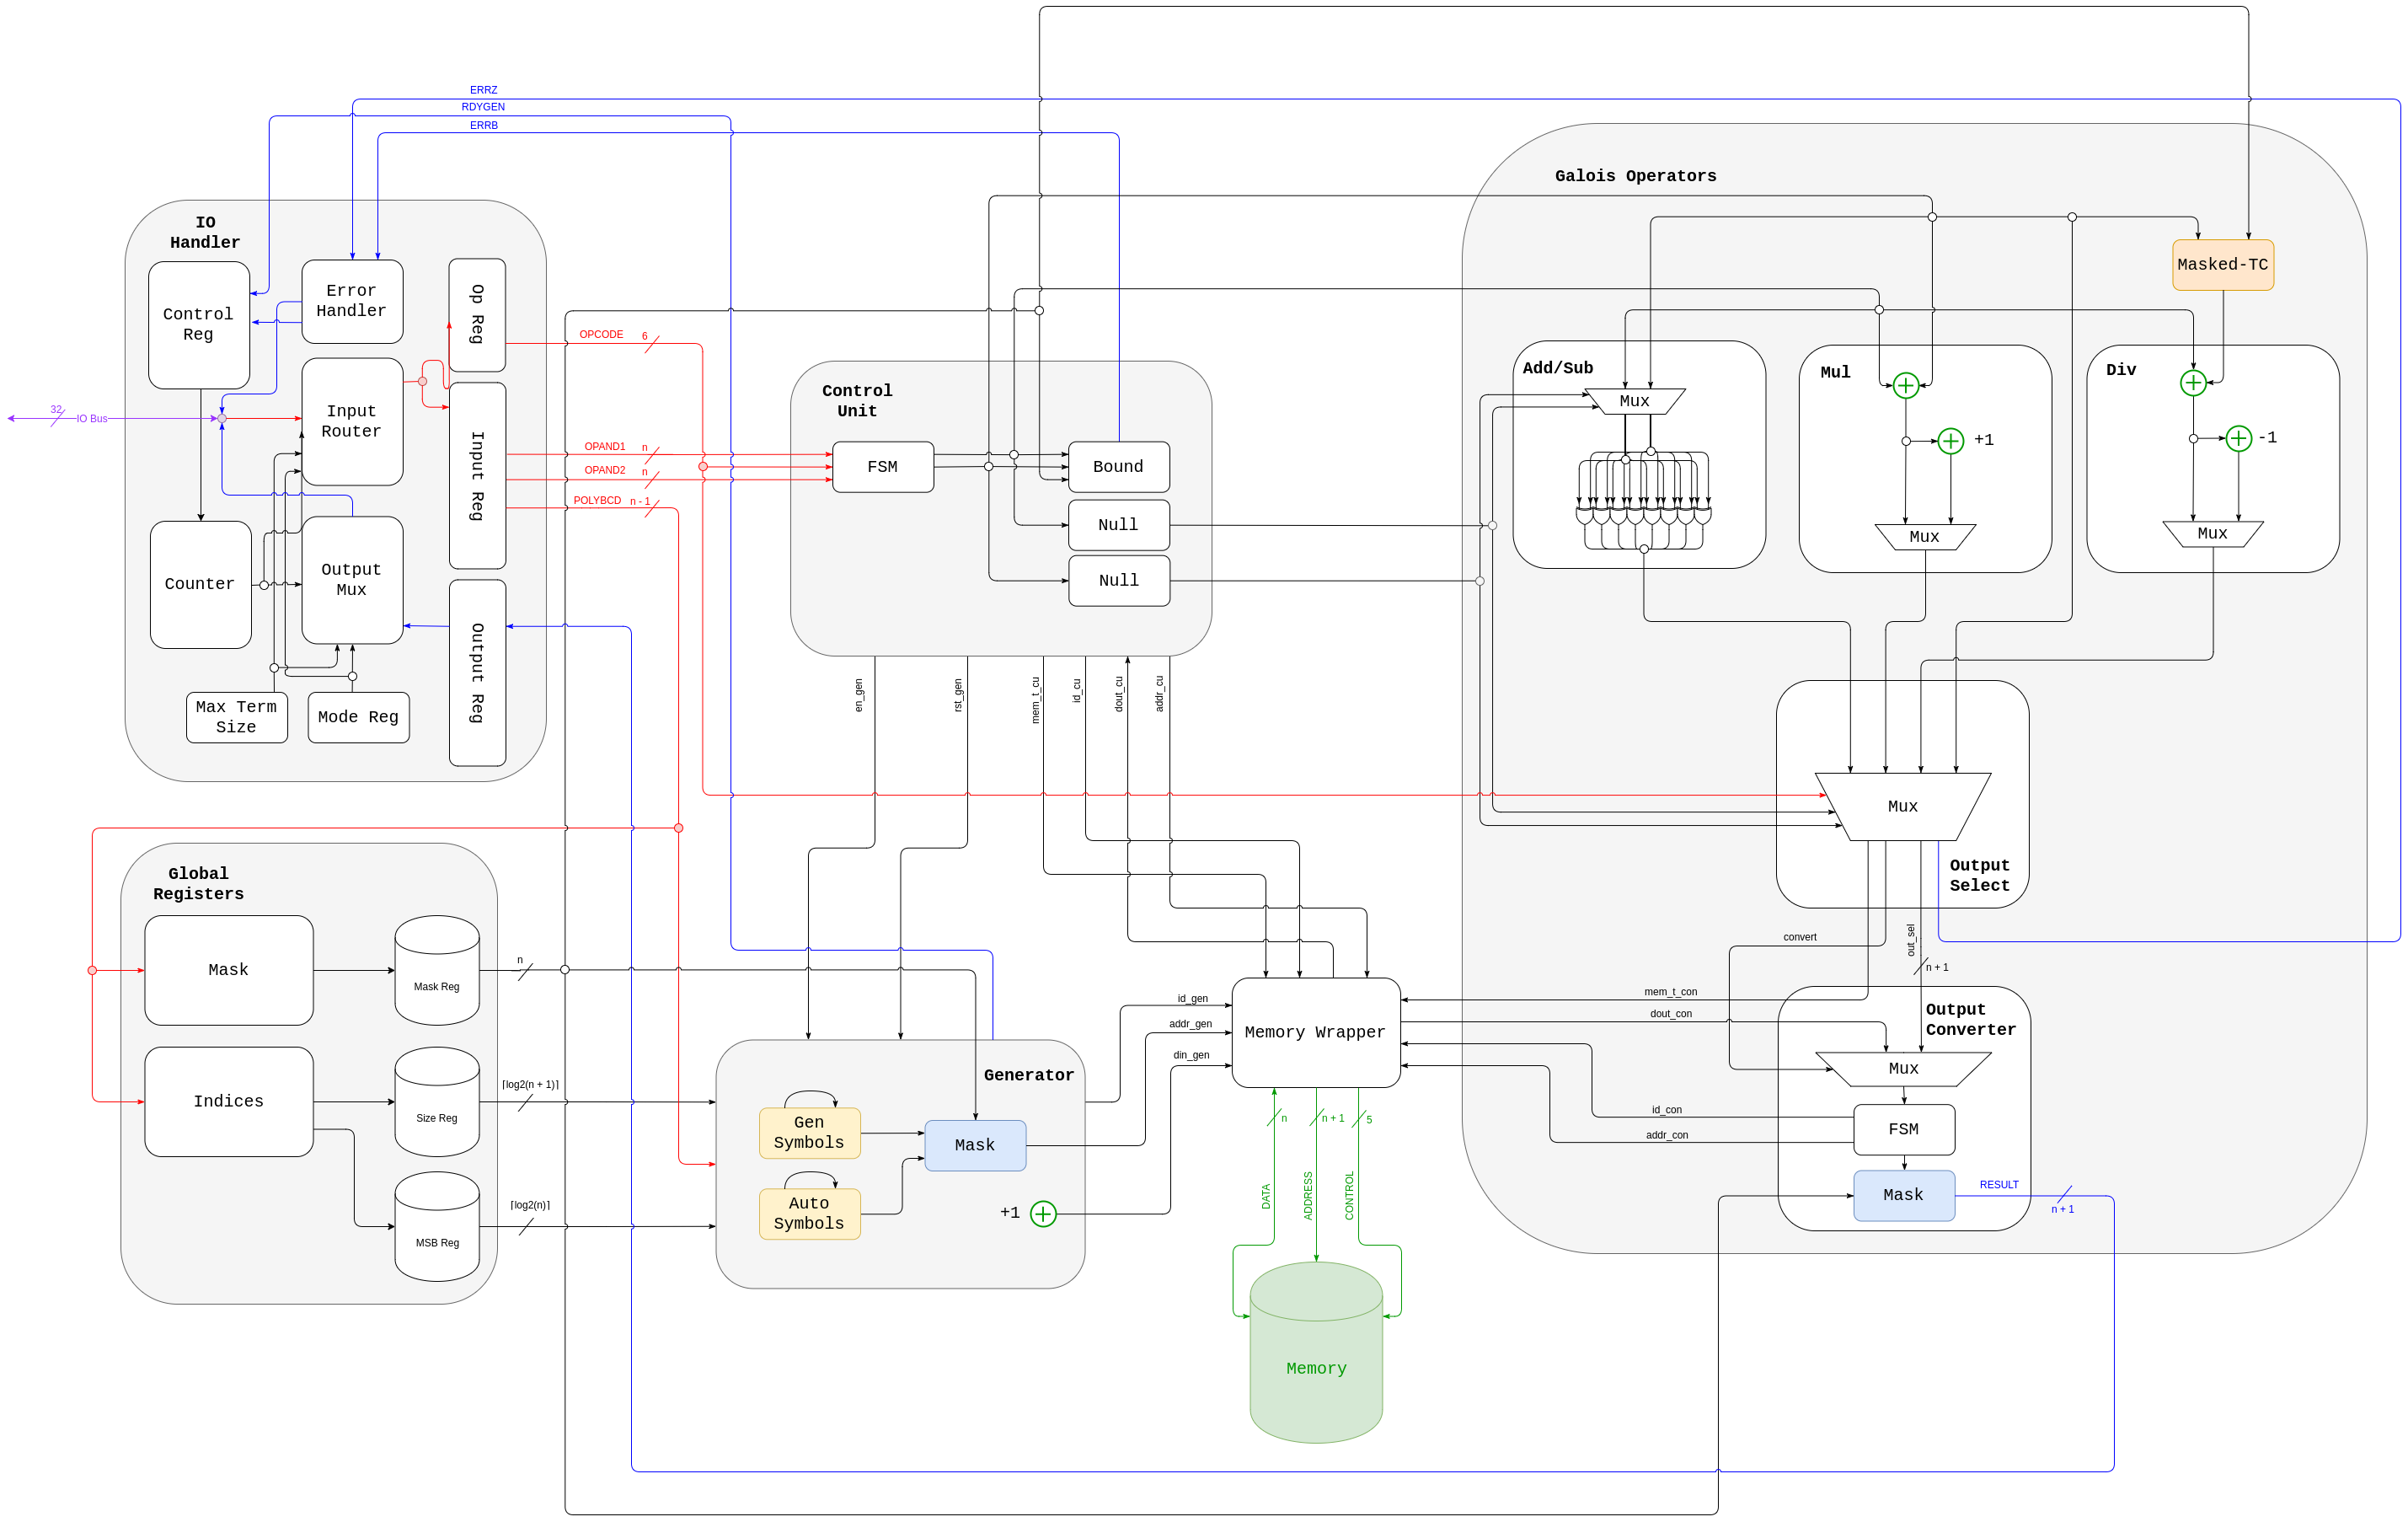 ERRZ
RDYGEN
ERRB
IO
Handler
Control
Reg
Error
Handler
Op Reg
Input
Router
Input Reg
32
IO Bus
Counter
Output
Mux
Output Reg
Max Term
Size
Mode Reg
OPCODE
6
OPAND1
n
OPAND2
n
POLYBCD
n - 1
Control
Unit
FSM
Bound
Null
Null
en_gen
rst_gen
mem_t_cu
id_cu
dout_cu
addr_cu
Galois Operators
Masked-TC
Add/Sub
Mux
Mul
+1
Mux
Div
-1
Mux
Mux
Output
Select
convert
out_sel
n + 1
Global
Registers
Mask
Mask Reg
n
Indices
Size Reg
⌈log2(n + 1)⌉
MSB Reg
⌈log2(n)⌉
Generator
Gen
Symbols
Auto
Symbols
Mask
+1
id_gen
addr_gen
din_gen
Memory Wrapper
mem_t_con
dout_con
id_con
addr_con
n
n + 1
5
DATA
ADDRESS
CONTROL
Memory
Output
Converter
Mux
FSM
Mask
RESULT
n + 1